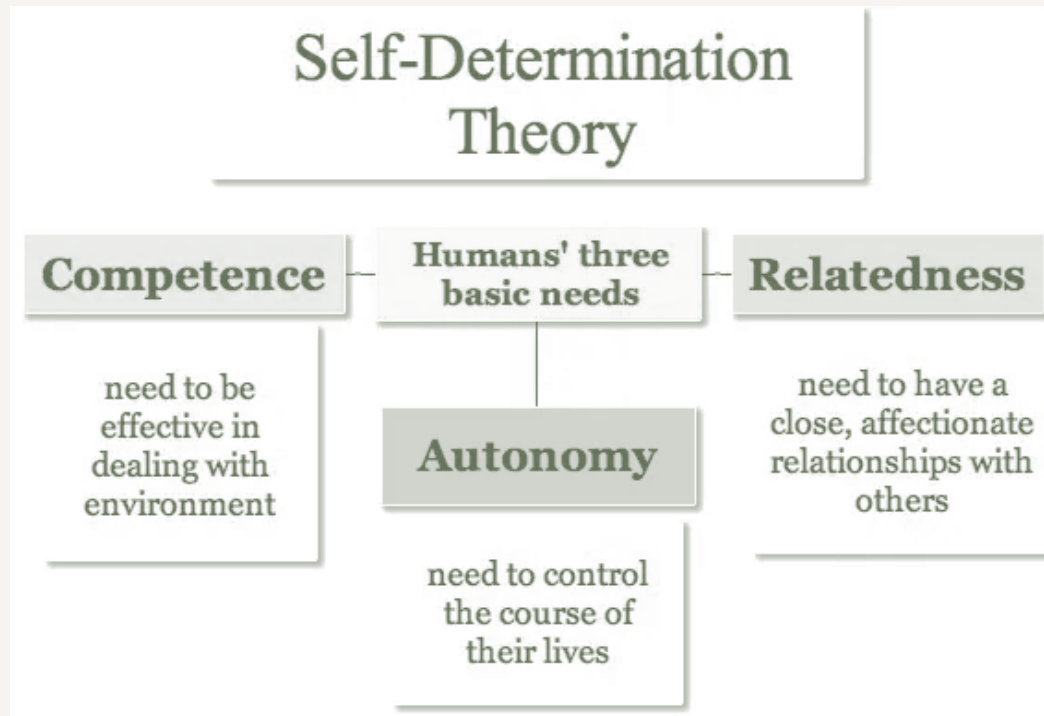 Self-Determination
Theory
Competence
Humans' three
basic needs
Relatedness
need to be
effective in
dealing with
environment
Autonomy
need to control
the course of
their lives
need to have a
close, affectionate
relationships with
others